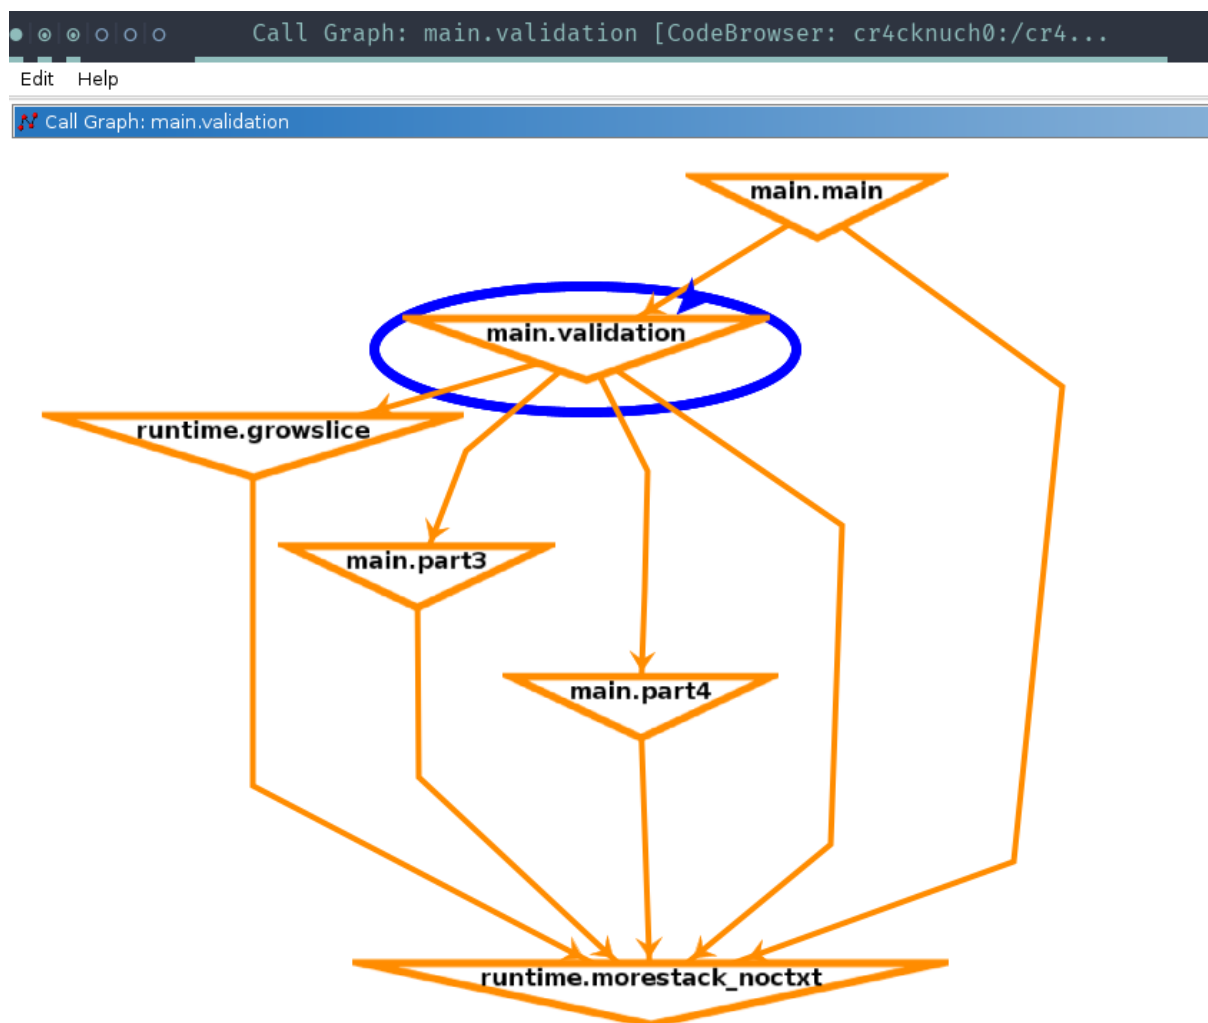 Call Graph: main.validation [CodeBrowser: cr4cknuch0:/cr4...
Edit Help
Call Graph: main.validation
main.main
main.validation
runtime.growslice
main.part3
main.part4
runtime.morestack_noctxt